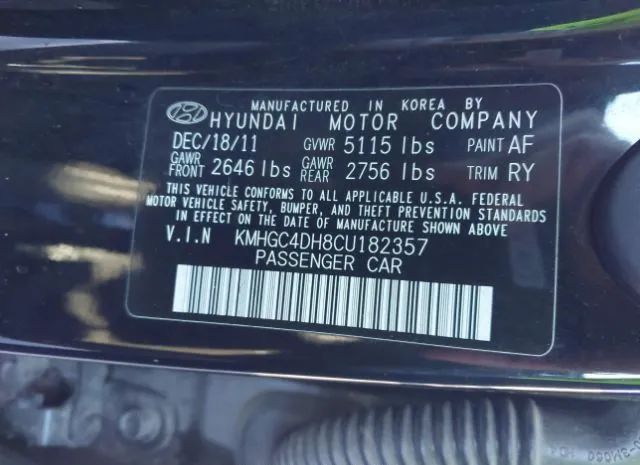 MANUFACTURED IN KOREA BY
HYUNDAI MOTOR COMPANY
DEC/18/11 GVWR 5115 lbs PAINT AF
GAWR FRONT 2646 lbs GAWR REAR 2756 lbs TRIM RY
THIS VEHICLE CONFORMS TO ALL APPLICABLE U.S.A. FEDERAL
MOTOR VEHICLE SAFETY, BUMPER, AND THEFT PREVENTION STANDARDS
IN EFFECT ON THE DATE OF MANUFACTURE SHOWN ABOVE.
V.I.N KMHGC4DH8CU182357
PASSENGER CAR